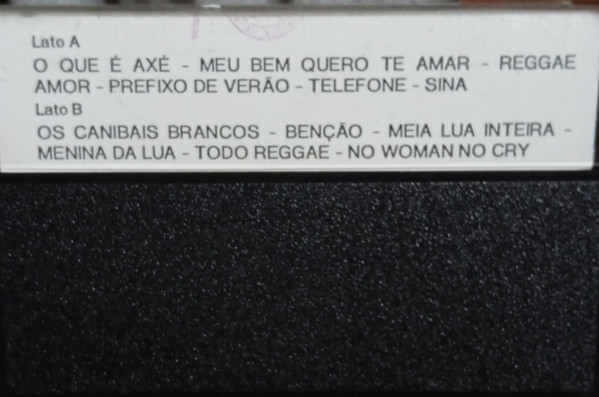 Lato A
O QUE É AXÉ - MEU BEM QUERO TE AMAR - REGGAE
AMOR - PREFIXO DE VERÃO - TELEFONE - SINA
Lato B
OS CANIBAIS BRANCOS - BENÇÃO - MEIA LUA INTEIRA -
MENINA DA LUA - TODO REGGAE - NO WOMAN NO CRY